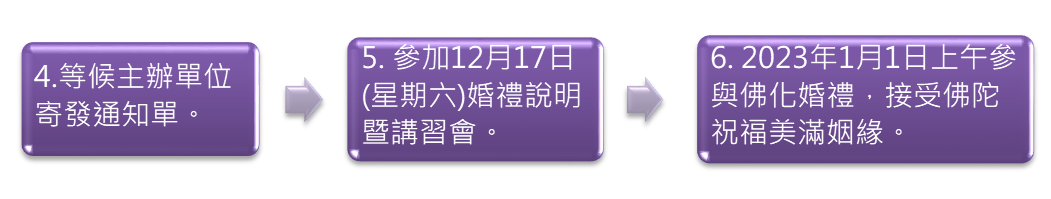 4.等候主辦單位
寄發通知單。
5. 參加12月17日
(星期六)婚禮說明
暨講習會。
6. 2023年1月1日上午參
與佛化婚禮，接受佛陀
祝福美滿姻緣。